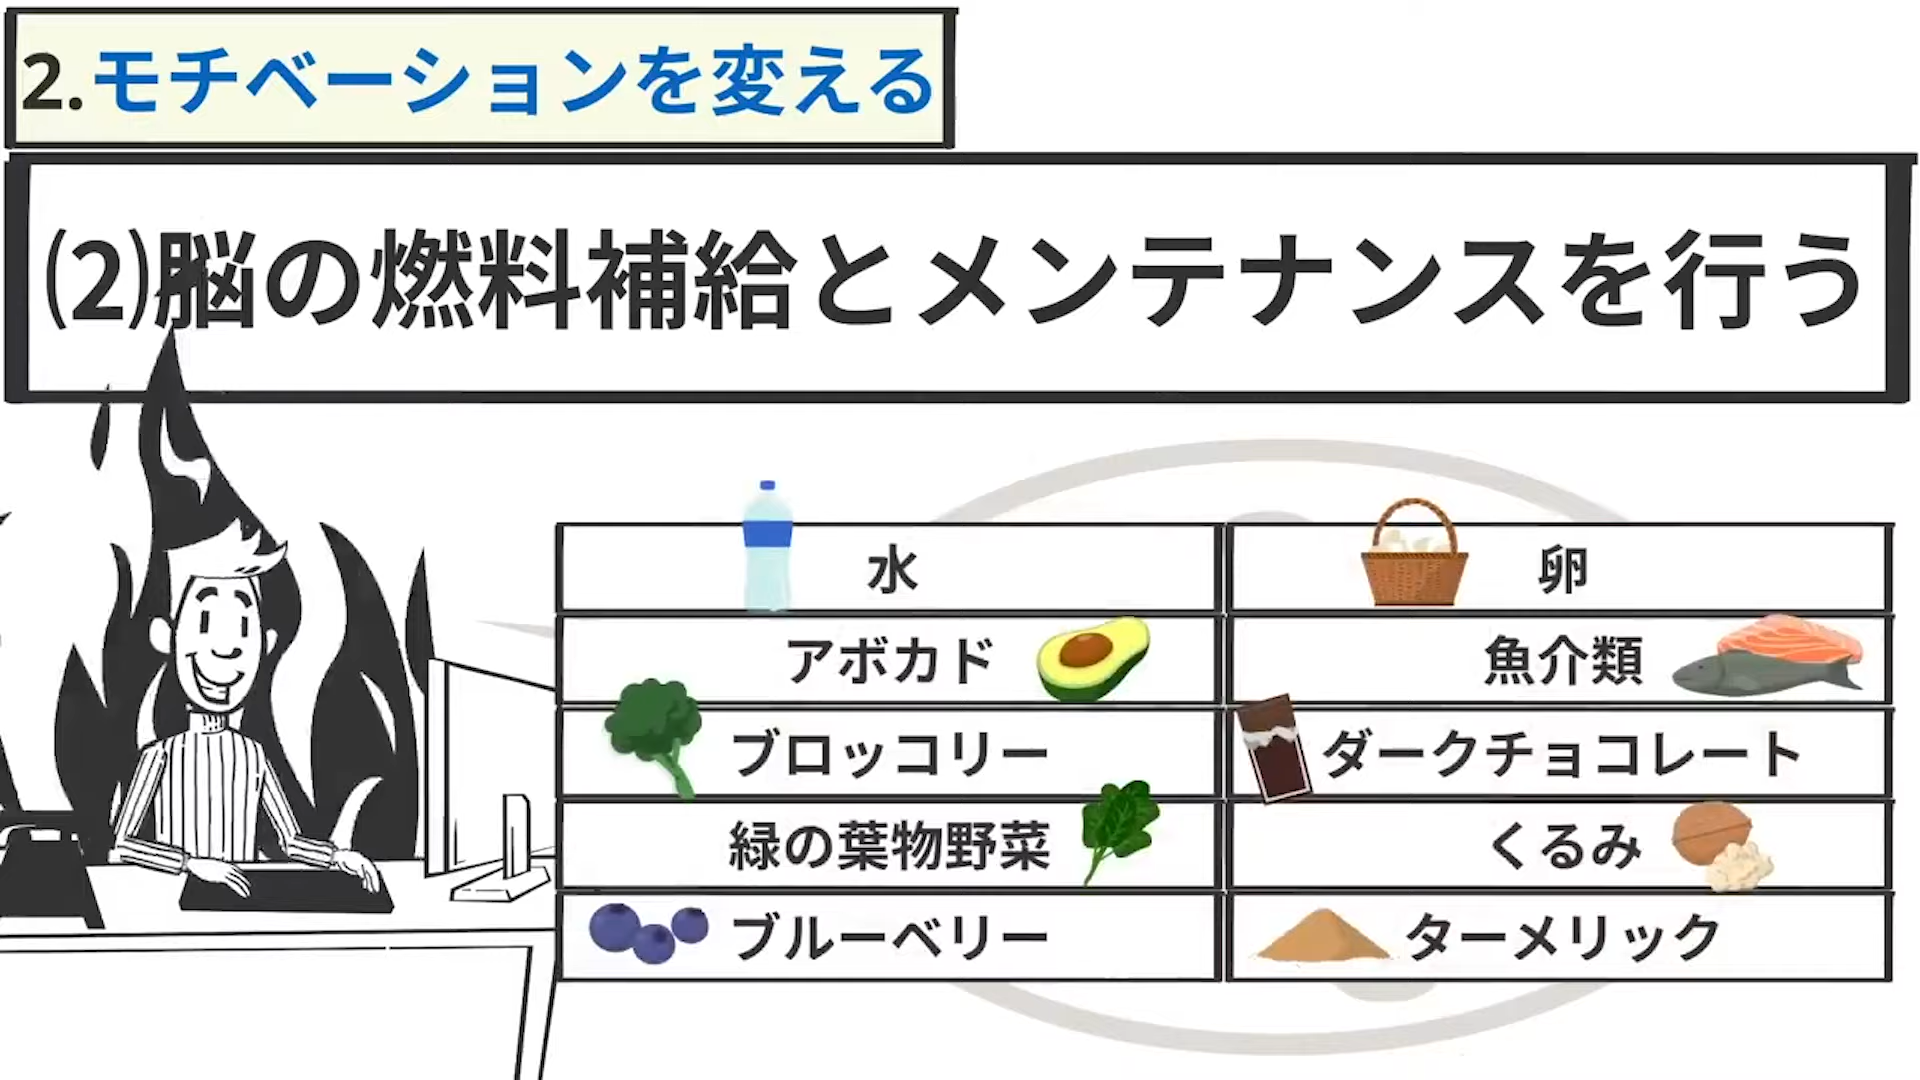 2.モチベーションを変える
(2)脳の燃料補給とメンテナンスを行う
水 卵
アボカド 魚介類
ブロッコリー ダークチョコレート
緑の葉物野菜 くるみ
ブルーベリー ターメリック